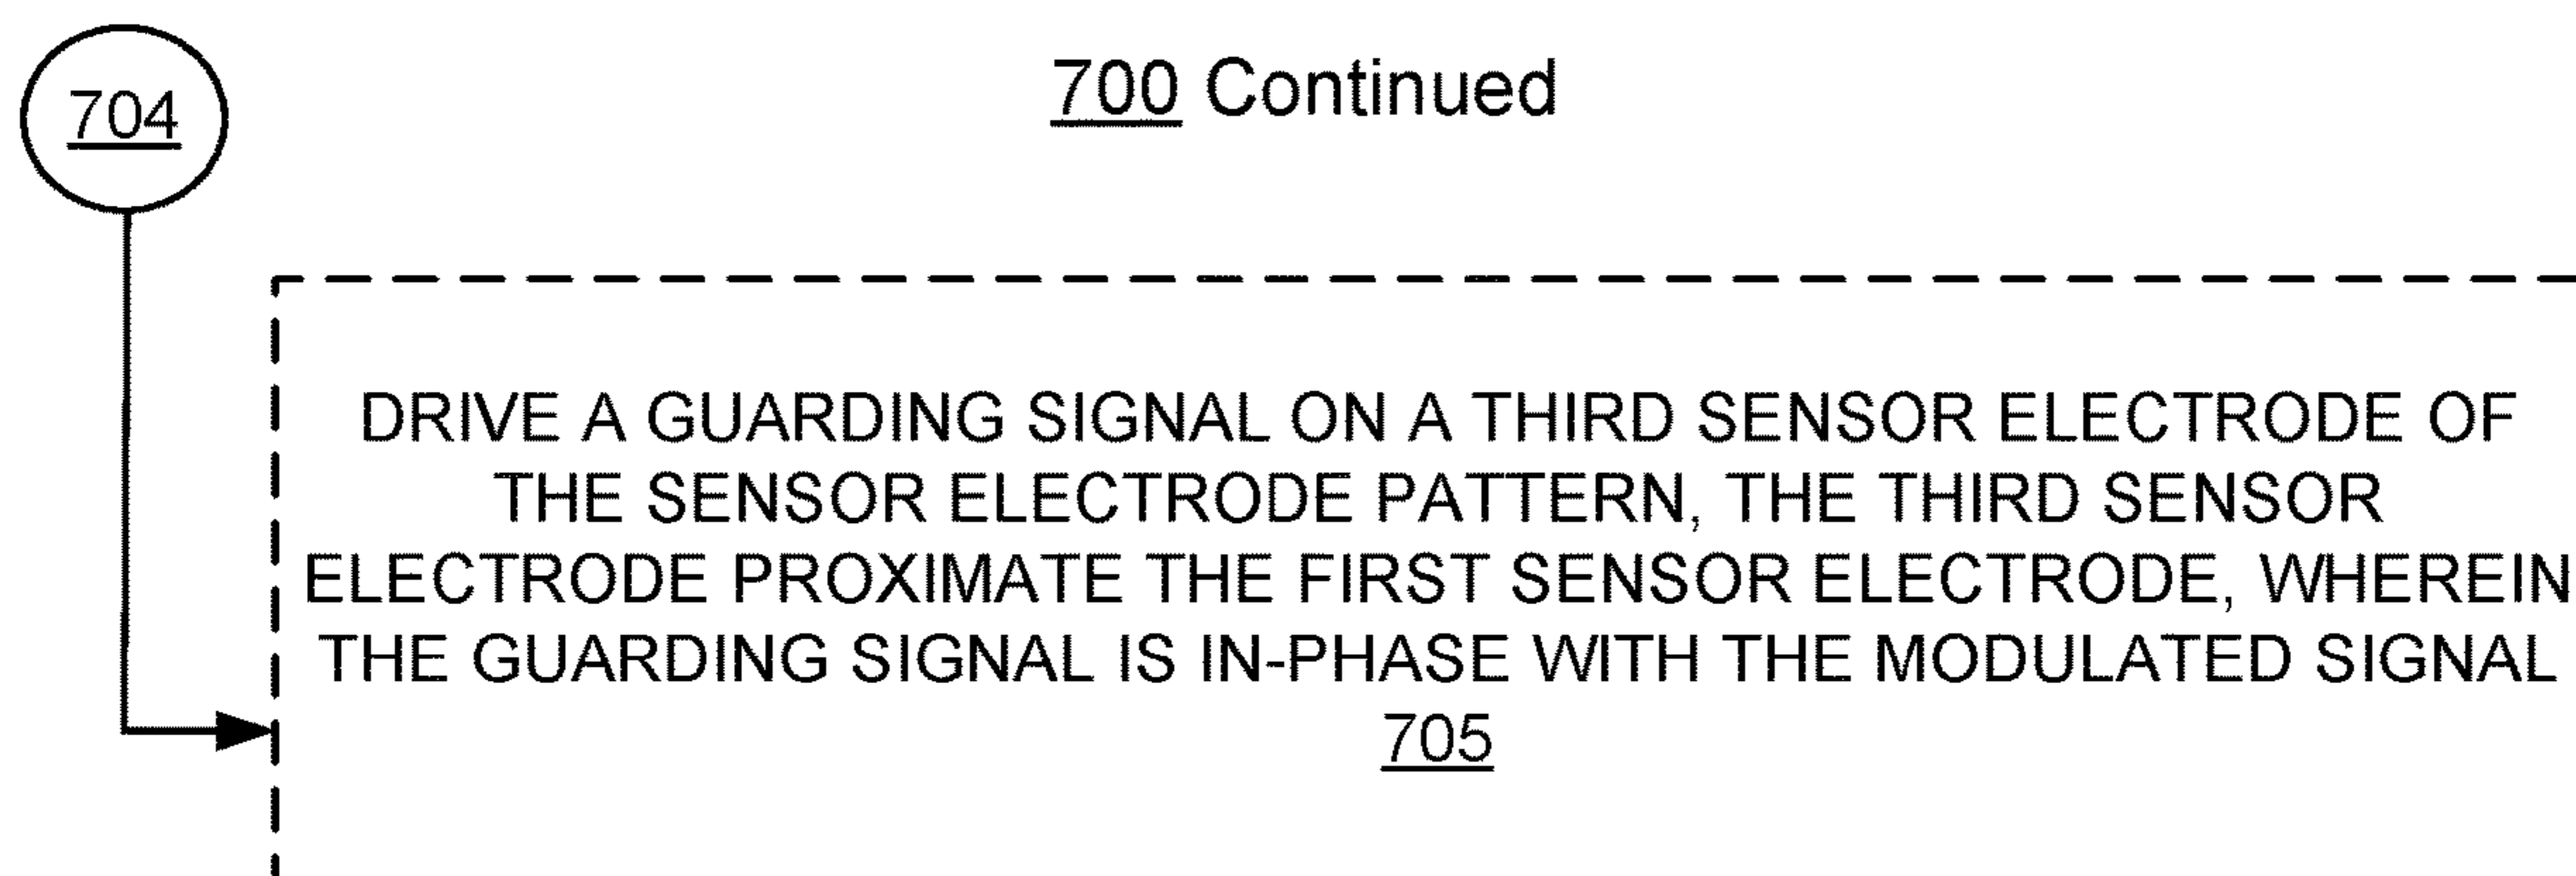 704
700 Continued
DRIVE A GUARDING SIGNAL ON A THIRD SENSOR ELECTRODE OF
THE SENSOR ELECTRODE PATTERN, THE THIRD SENSOR
ELECTRODE PROXIMATE THE FIRST SENSOR ELECTRODE, WHEREIN
THE GUARDING SIGNAL IS IN-PHASE WITH THE MODULATED SIGNAL
705